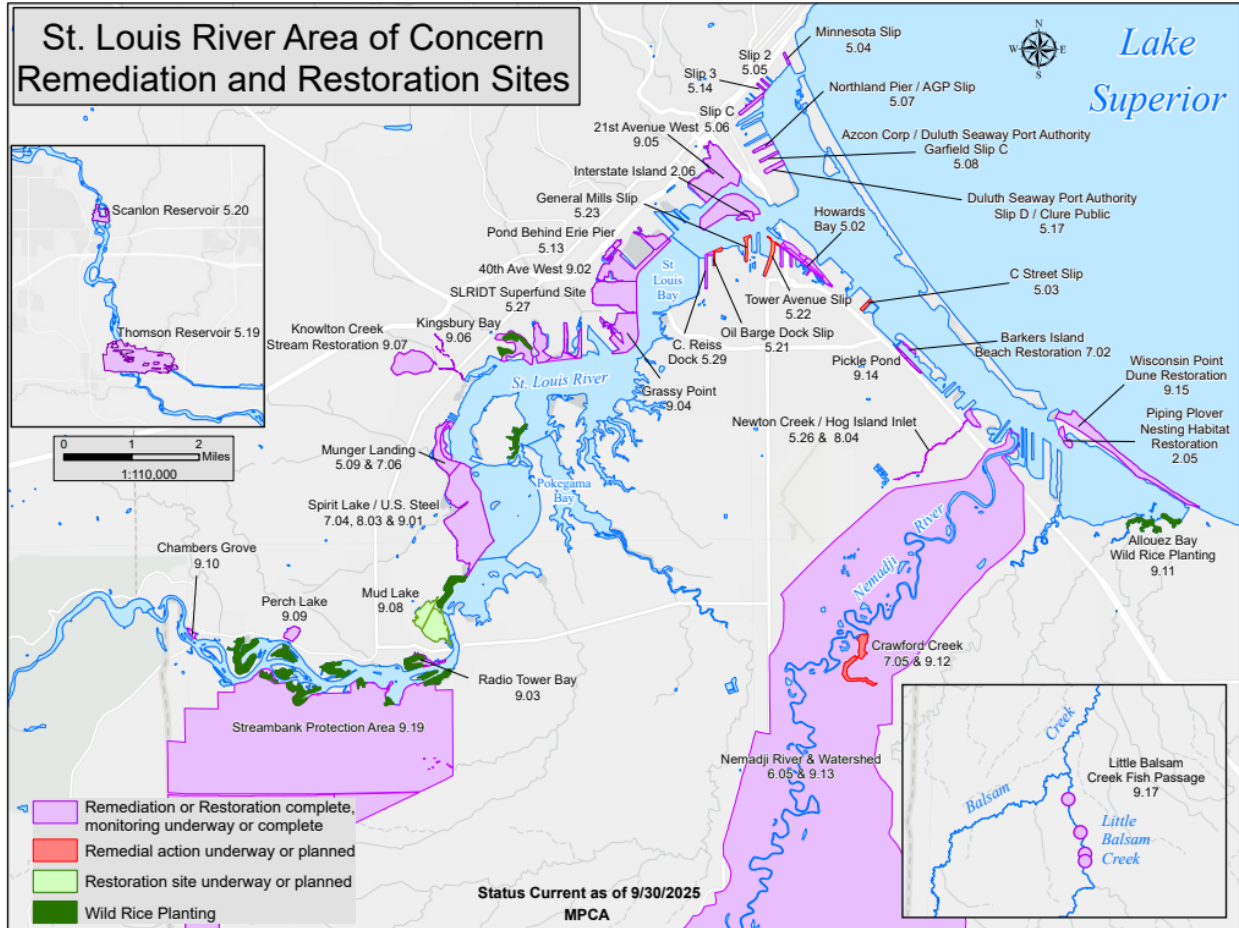 St. Louis River Area of Concern
Remediation and Restoration Sites
Minnesota Slip
5.04
Slip 2
5.05
Slip 3
5.14
N
W
E
S
Lake
Superior
Northland Pier / AGP Slip
5.07
Slip C
5.06
21st Avenue West
9.05
Azcon Corp / Duluth Seaway Port Authority
Garfield Slip C
5.08
Interstate Island 2.06
General Mills Slip
5.23
Duluth Seaway Port Authority
Slip D / Clure Public
5.17
Howards
Bay 5.02
Pond Behind Erie Pier
5.13
40th Ave West 9.02
SLRIDT Superfund Site
5.27
St
Louis
Bay
C Street Slip
5.03
Tower Avenue Slip
5.22
Oil Barge Dock Slip
5.21
C. Reiss
Dock 5.29
Scanlon Reservoir 5.20
Thomson Reservoir 5.19
Knowlton Creek
Stream Restoration 9.07
Kingsbury Bay
9.06
St. Louis River
Grassy Point
9.04
Barkers Island
Beach Restoration 7.02
Pickle Pond
9.14
Wisconsin Point
Dune Restoration
9.15
Piping Plover
Nesting Habitat
Restoration
2.05
Newton Creek / Hog Island Inlet
5.26 & 8.04
0 1 2
Miles
1:110,000
Munger Landing
5.09 & 7.06
Pokegama
Bay
Spirit Lake / U.S. Steel
7.04, 8.03 & 9.01
Nemadji
River
Allouez Bay
Wild Rice Planting
9.11
Chambers Grove
9.10
Perch Lake
9.09
Mud Lake
9.08
Radio Tower Bay
9.03
Crawford Creek
7.05 & 9.12
Streambank Protection Area 9.19
Nemadji River & Watershed
6.05 & 9.13
Creek
Balsam
Little Balsam
Creek Fish Passage
9.17
Little
Balsam
Creek
Remediation or Restoration complete,
monitoring underway or complete
Remedial action underway or planned
Restoration site underway or planned
Wild Rice Planting
Status Current as of 9/30/2025
MPCA